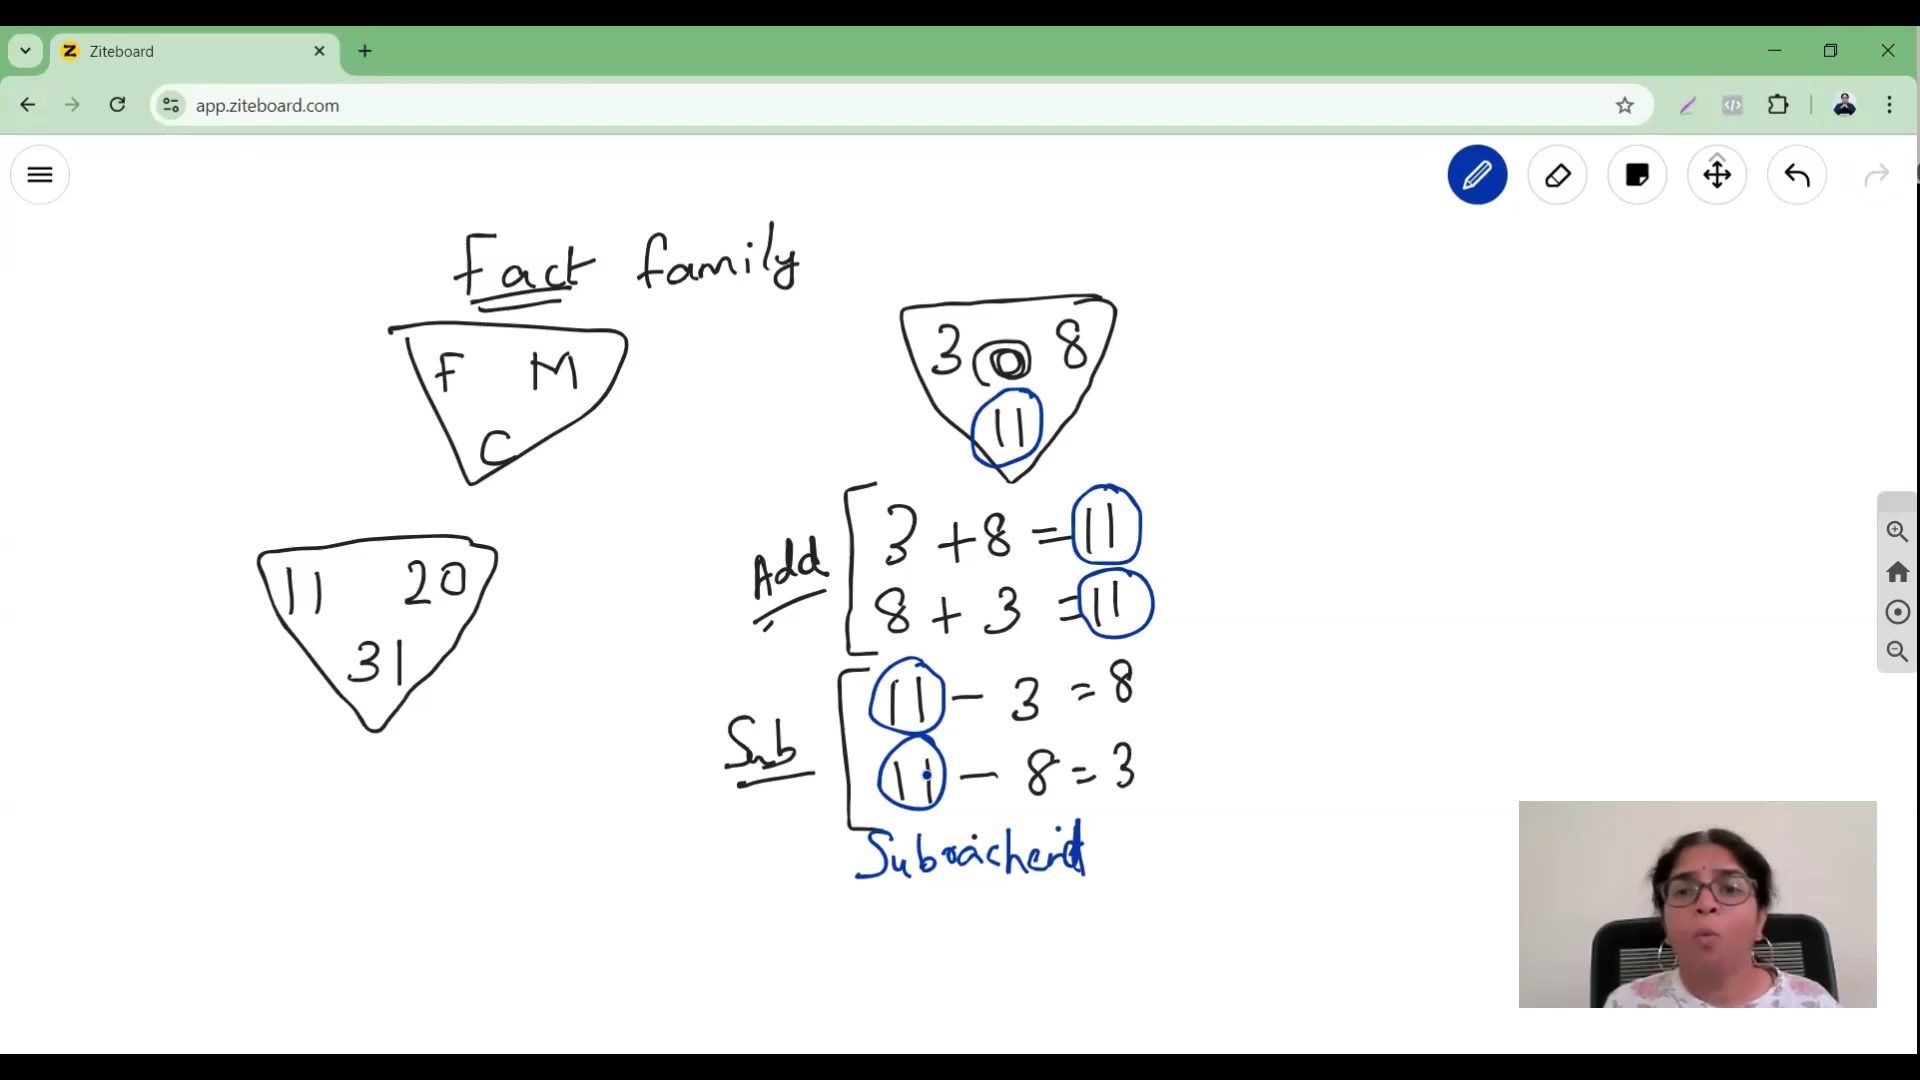 Ziteboard
app.ziteboard.com
Fact family
F M
C
3 8
11
11 20
31
Add
3 + 8 = 11
8 + 3 = 11
Sub
11 - 3 = 8
11 - 8 = 3